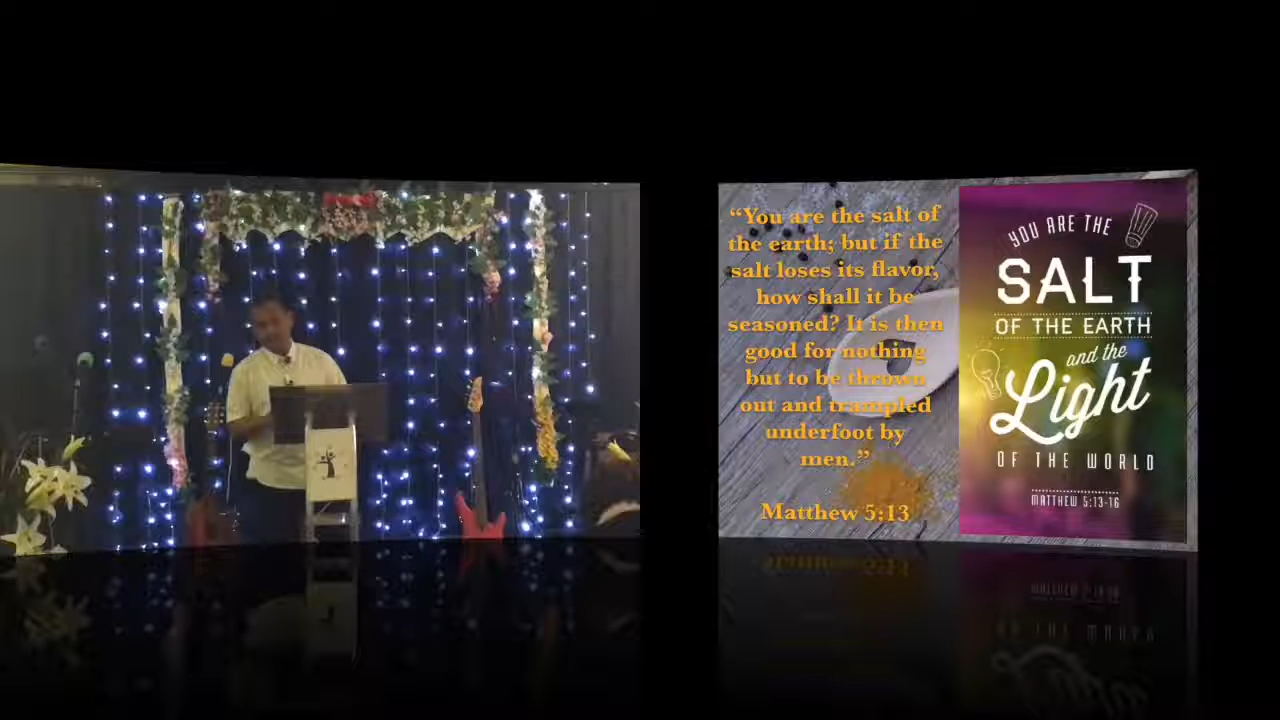 “You are the salt of
the earth; but if the
salt loses its flavor,
how shall it be
seasoned? It is then
good for nothing
but to be thrown
out and trampled
underfoot by
men.”
Matthew 5:13
YOU ARE THE
SALT
OF THE EARTH
and the
Light
OF THE WORLD
MATTHEW 5:13-16